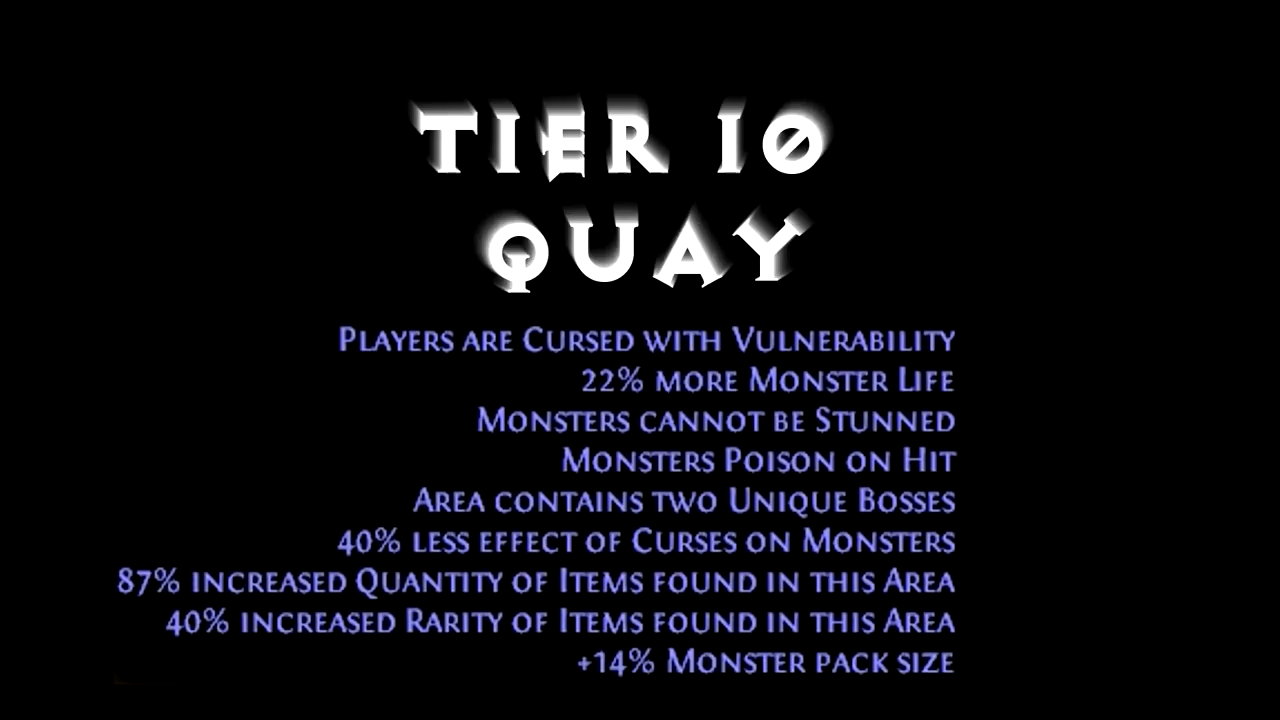 TIER 10
QUAY
Players are Cursed with Vulnerability
22% more Monster Life
Monsters cannot be Stunned
Monsters Poison on Hit
Area contains two Unique Bosses
40% less effect of Curses on Monsters
87% increased Quantity of Items found in this Area
40% increased Rarity of Items found in this Area
+14% Monster pack size